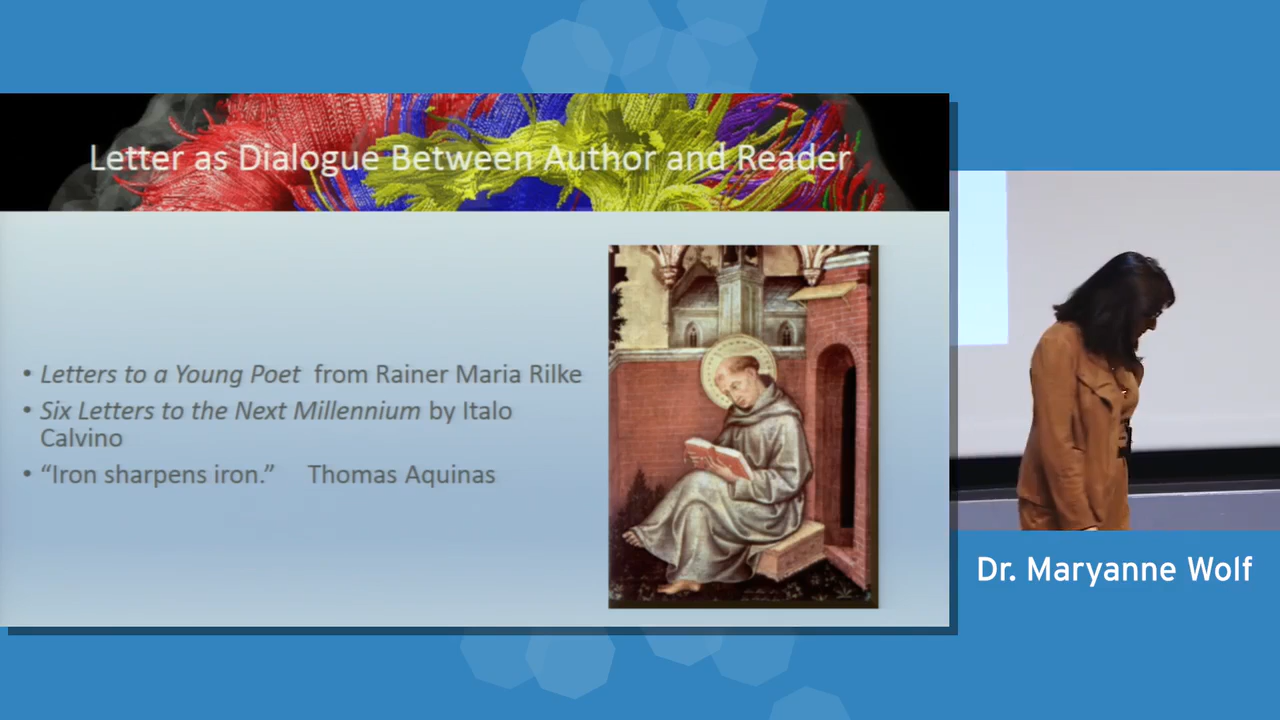 Letter as Dialogue Between Author and Reader
• Letters to a Young Poet from Rainer Maria Rilke
• Six Letters to the Next Millennium by Italo
Calvino
• “Iron sharpens iron.” Thomas Aquinas
Dr. Maryanne Wolf